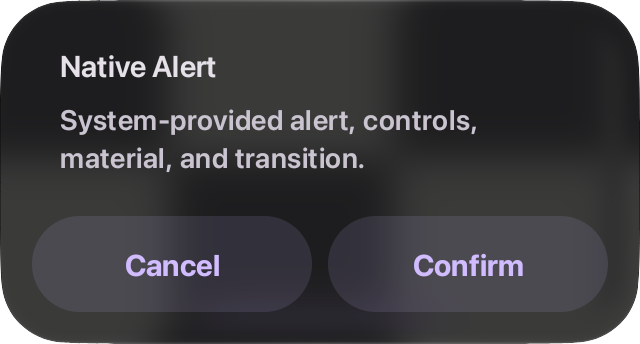 Native Alert
System-provided alert, controls,
material, and transition.
Cancel
Confirm